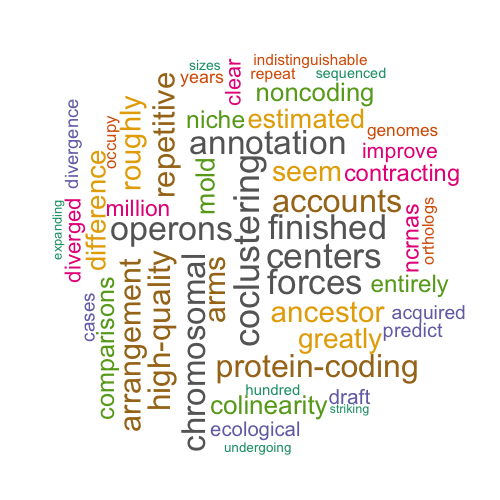 sizes
indistinguishable
years
repeat
sequenced
clear
noncoding
repetitive
divergence
occupy
roughly
niche
estimated
genomes
annotation
improve
difference
mold
seem
contracting
expanding
diverged
million
coclustering
accounts
ncrnas
orthologs
operons
finished
centers
forces
entirely
cases
comparisons
arrangement
high-quality
chromosomal
arms
ancestor
acquired
greatly
predict
protein-coding
hundred
draft
colinearity
striking
ecological
undergoing